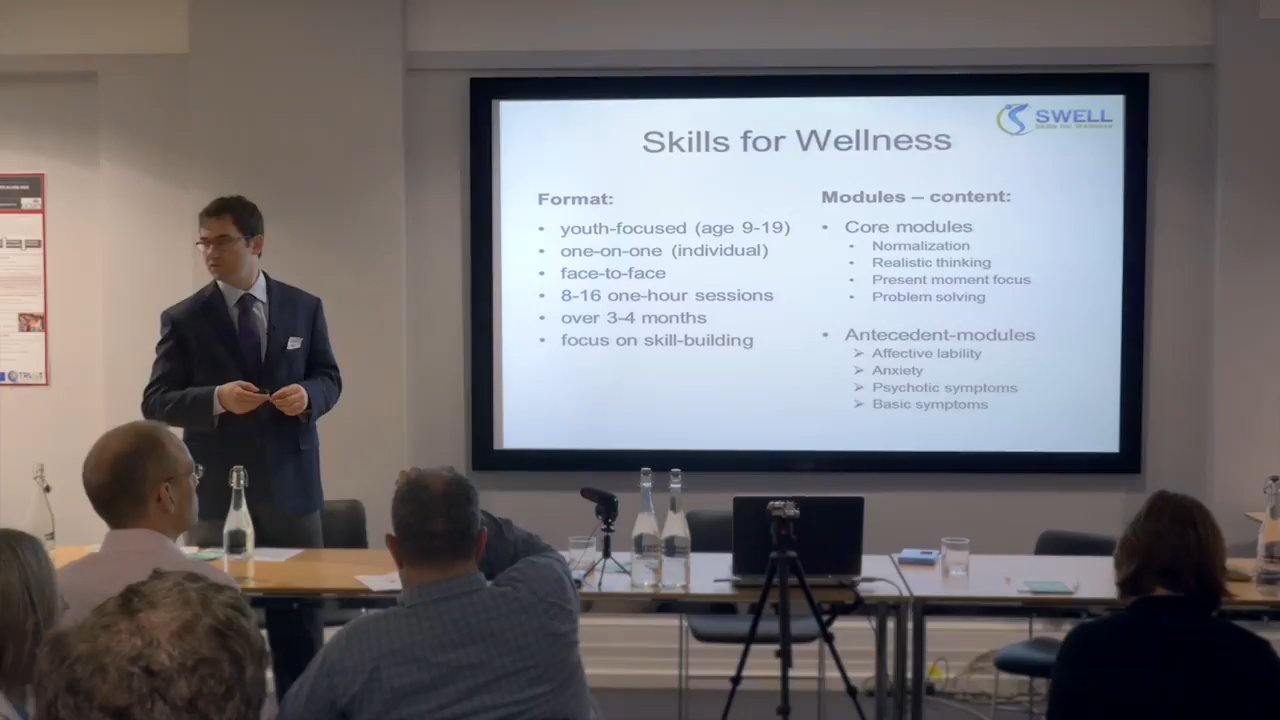 SWELL
Skills for Wellness
Skills for Wellness
Format:
• youth-focused (age 9-19)
• one-on-one (individual)
• face-to-face
• 8-16 one-hour sessions
• over 3-4 months
• focus on skill-building
Modules – content:
• Core modules
• Normalization
• Realistic thinking
• Present moment focus
• Problem solving
• Antecedent-modules
➢ Affective lability
➢ Anxiety
➢ Psychotic symptoms
➢ Basic symptoms